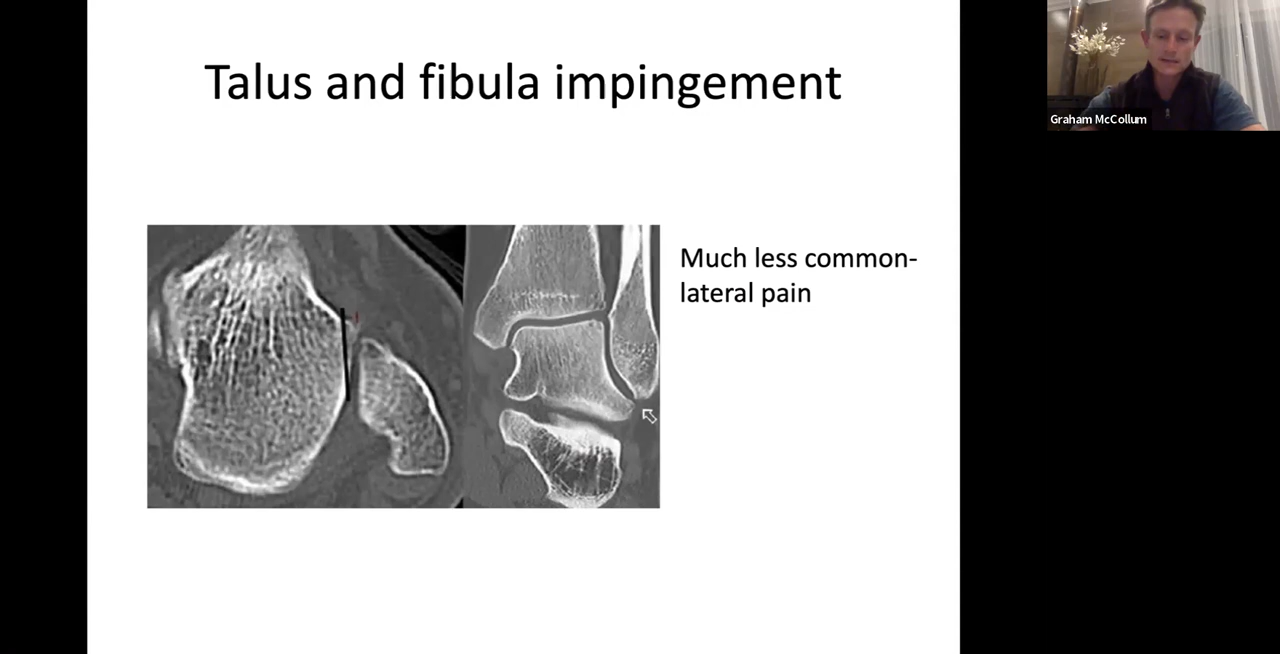 Talus and fibula impingement
Much less common-
lateral pain
Graham McCollum